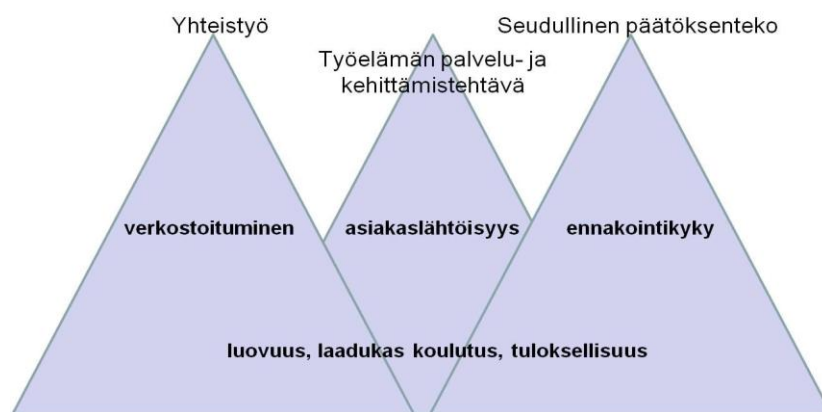 Yhteistyö
Seudullinen päätöksenteko
Työelämän palvelu- ja
kehittämistehtävä
verkostoituminen
asiakaslähtöisyys
ennakointikyky
luovuus, laadukas koulutus, tuloksellisuus